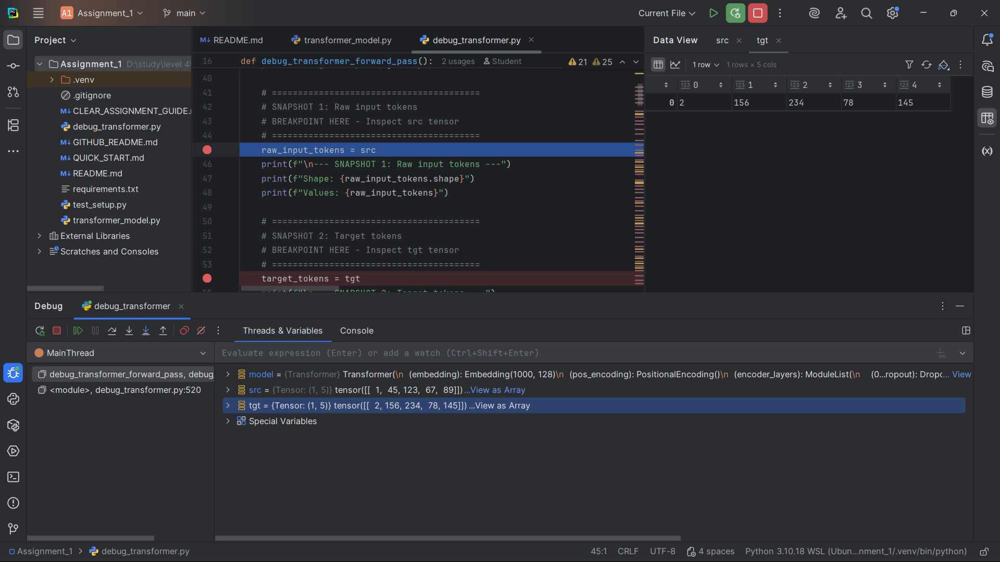 PC
A1 Assignment_1
main
Current File
Project
Assignment_1 D:\study\level 4\
.venv
.gitignore
M↓ CLEAR_ASSIGNMENT_GUIDE.
debug_transformer.py
M↓ GITHUB_README.md
M↓ QUICK_START.md
M↓ README.md
requirements.txt
test_setup.py
transformer_model.py
External Libraries
Scratches and Consoles
M↓ README.md
transformer_model.py
debug_transformer.py
16 def debug_transformer_forward_pass(): 2 usages Student
21 25
40
41 # ========================================
42 # SNAPSHOT 1: Raw input tokens
43 # BREAKPOINT HERE - Inspect src tensor
44 # ========================================
raw_input_tokens = src
46 print(f"\n--- SNAPSHOT 1: Raw input tokens ---")
47 print(f"Shape: {raw_input_tokens.shape}")
48 print(f"Values: {raw_input_tokens}")
49
50 # ========================================
51 # SNAPSHOT 2: Target tokens
52 # BREAKPOINT HERE - Inspect tgt tensor
53 # ========================================
target_tokens = tgt
Data View src tgt
1 row 1 rows × 5 cols
123 0 123 1 123 2 123 3 123 4
0 2 156 234 78 145
Debug debug_transformer
Threads & Variables Console
MainThread
debug_transformer_forward_pass, debug_
<module>, debug_transformer.py:520
Evaluate expression (Enter) or add a watch (Ctrl+Shift+Enter)
model = {Transformer} Transformer(\n (embedding): Embedding(1000, 128)\n (pos_encoding): PositionalEncoding()\n (encoder_layers): ModuleList(\n (0...ropout): Dropo... View
src = {Tensor: (1, 5)} tensor([[ 1, 45, 123, 67, 89]]) ...View as Array
tgt = {Tensor: (1, 5)} tensor([[ 2, 156, 234, 78, 145]]) ...View as Array
Special Variables
Assignment_1 > debug_transformer.py
45:1 CRLF UTF-8 4 spaces Python 3.10.18 WSL (Ubun...nment_1/.venv/bin/python)